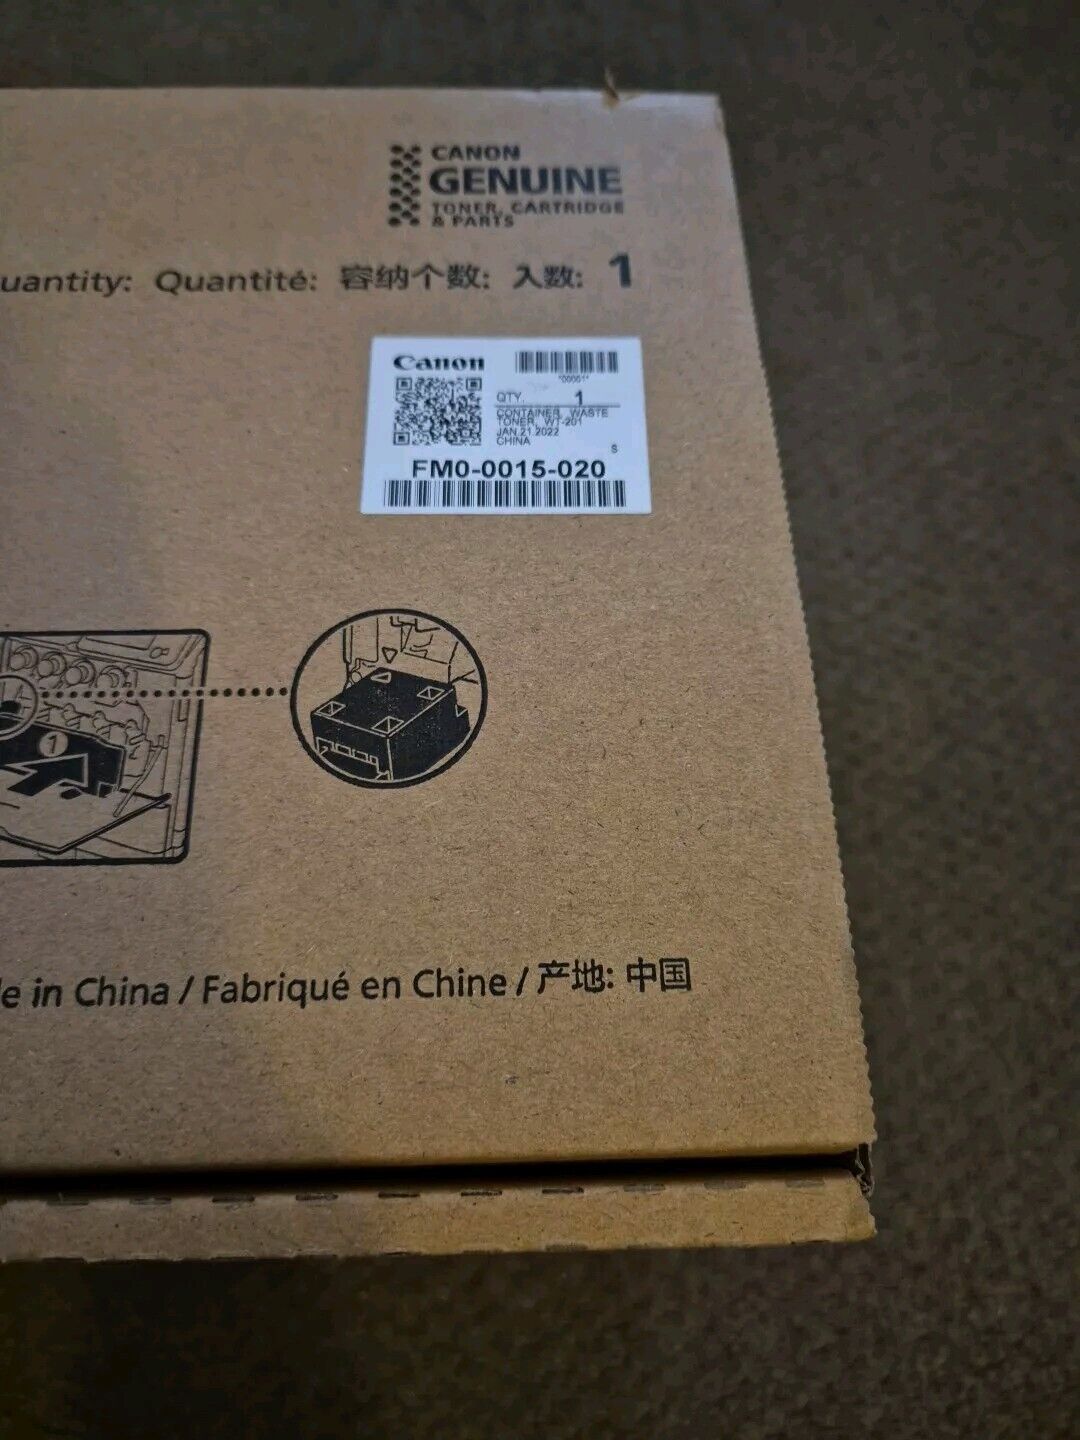 CANON
GENUINE
TONER, CARTRIDGE
& PARTS
uantity: Quantité: 容纳个数: 入数: 1
Canon
*00001*
QTY. 1
CONTAINER, WASTE
TONER, WT-201
JAN.21.2022
CHINA
S
FM0-0015-020
1
e in China / Fabriqué en Chine / 产地: 中国